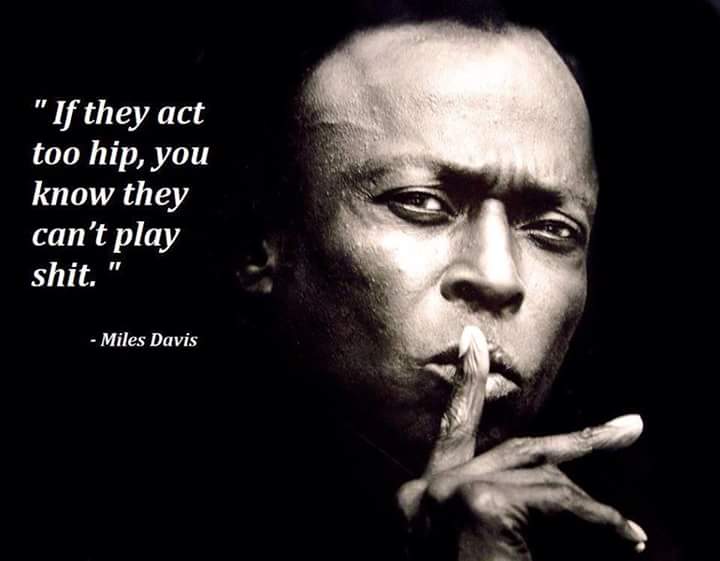 " If they act
too hip, you
know they
can’t play
shit. "
- Miles Davis